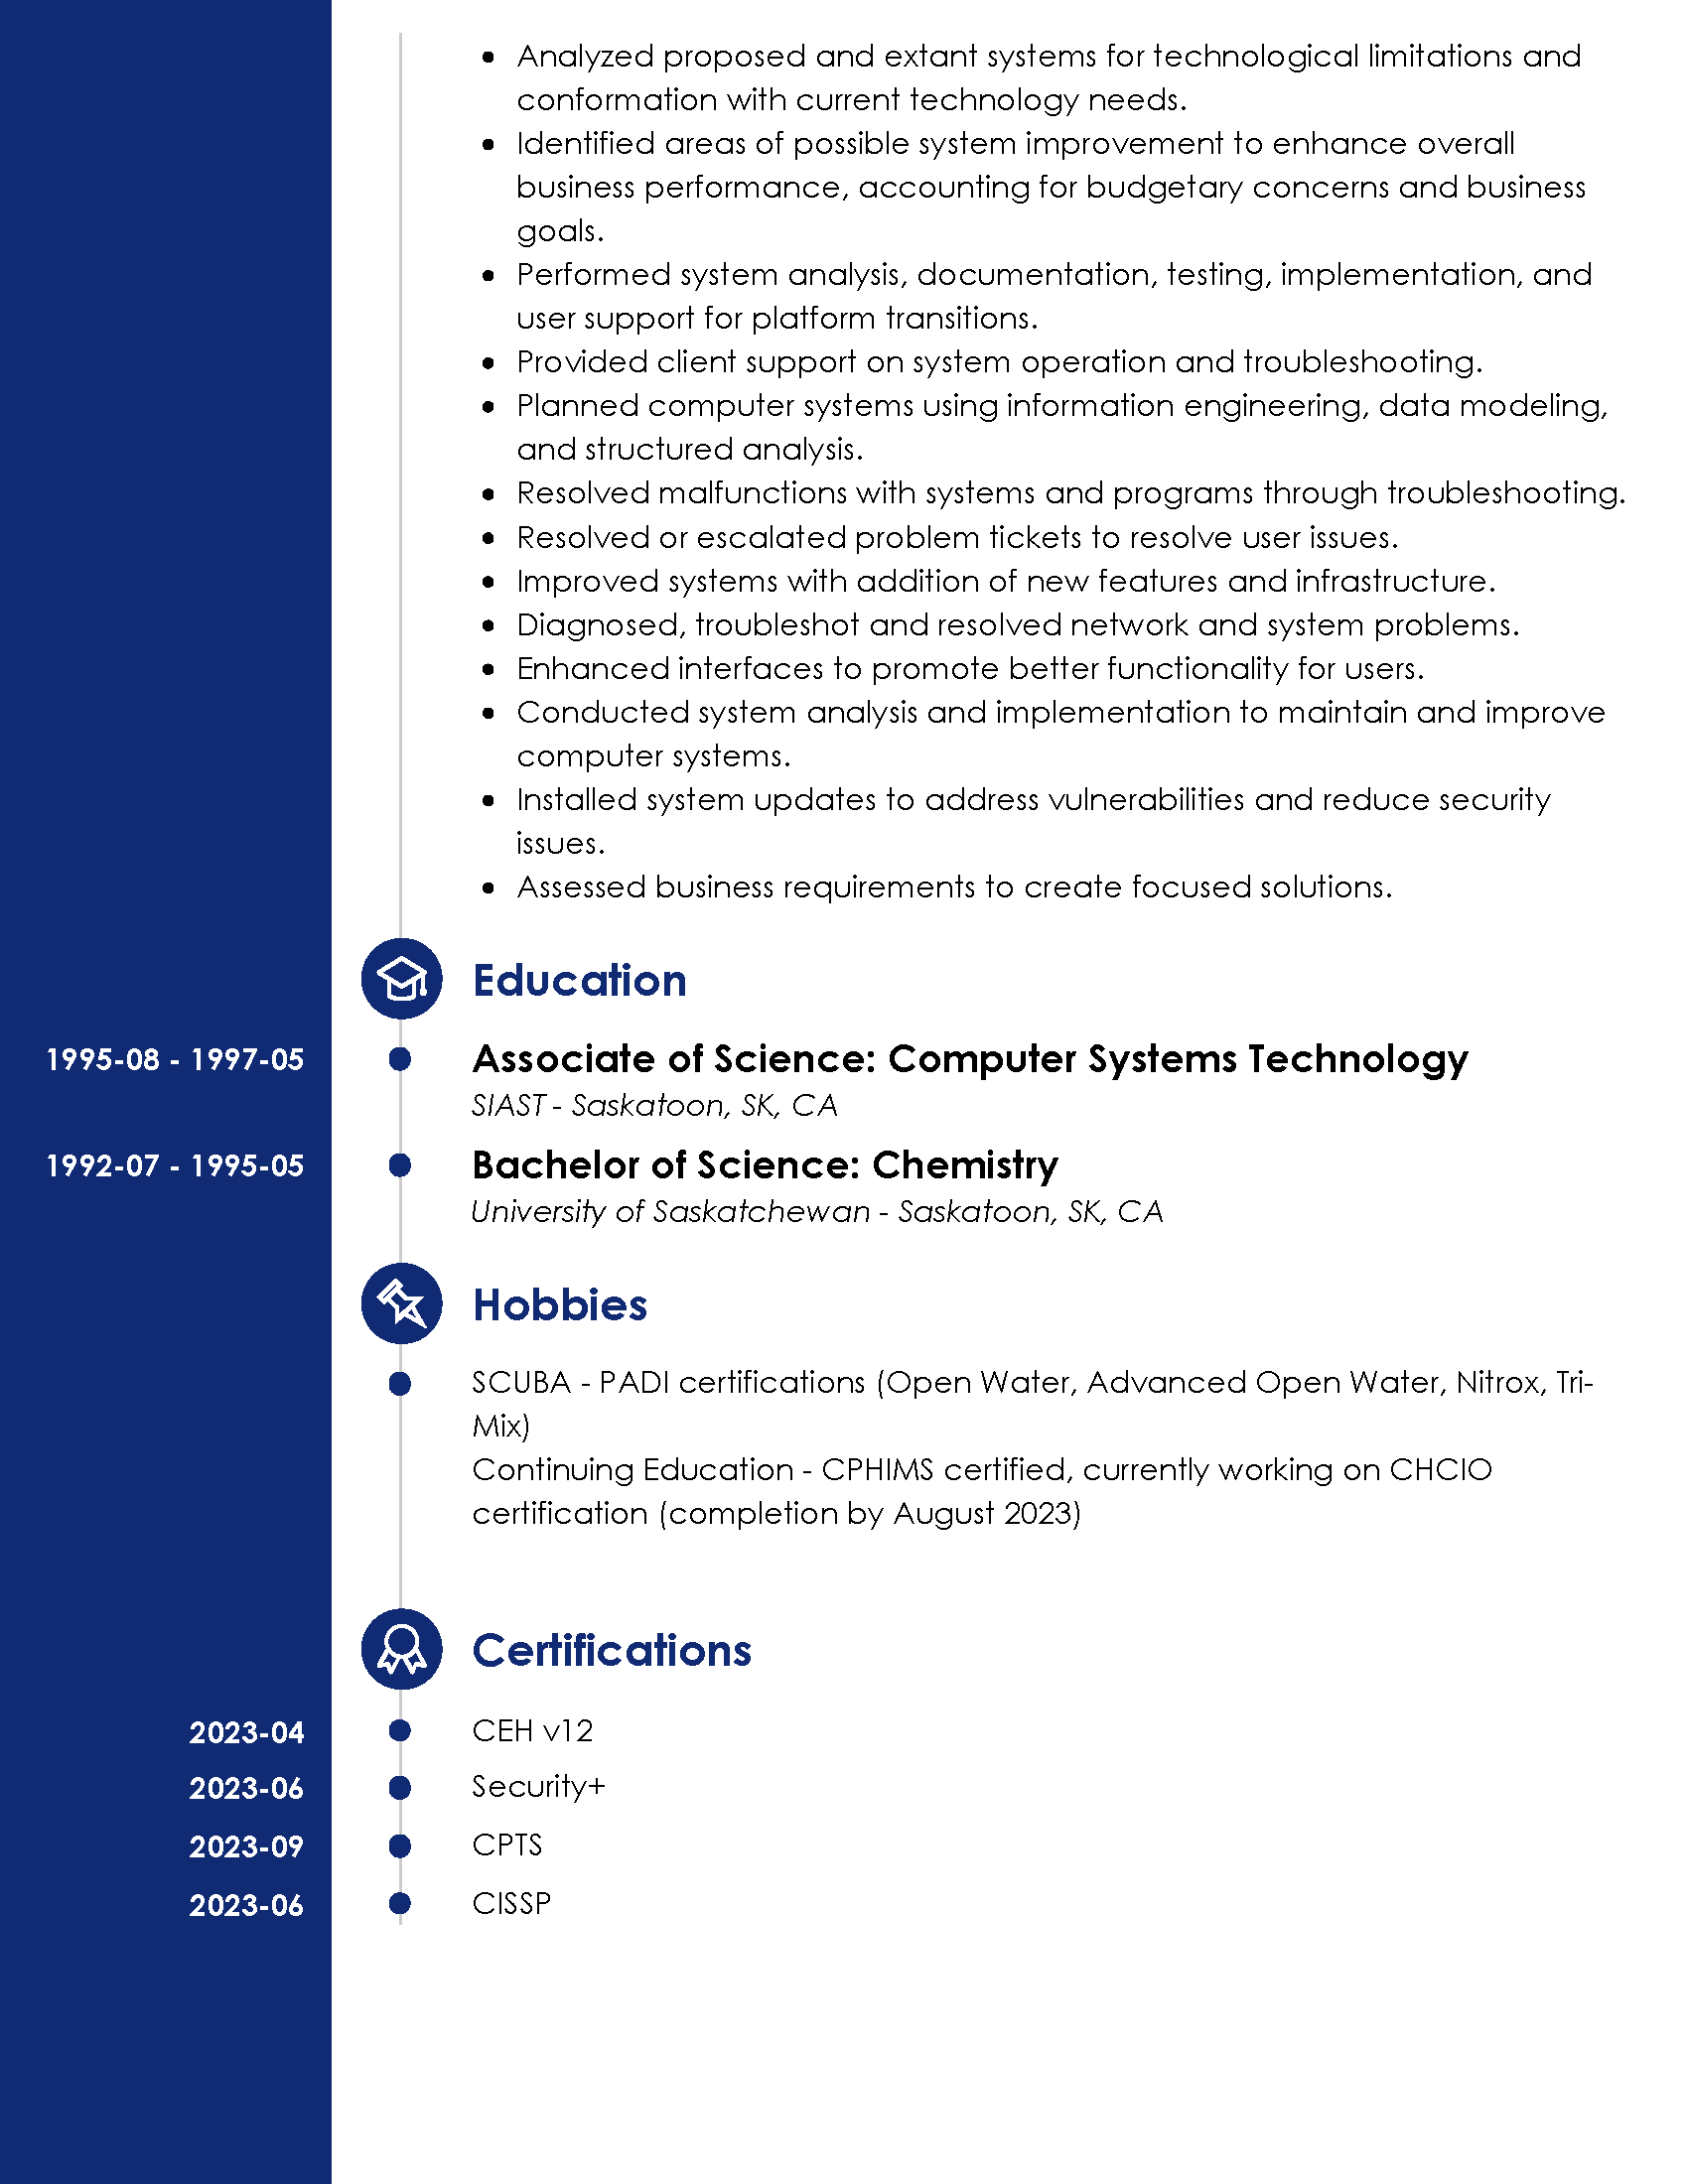 • Analyzed proposed and extant systems for technological limitations and
conformation with current technology needs.
• Identified areas of possible system improvement to enhance overall
business performance, accounting for budgetary concerns and business
goals.
• Performed system analysis, documentation, testing, implementation, and
user support for platform transitions.
• Provided client support on system operation and troubleshooting.
• Planned computer systems using information engineering, data modeling,
and structured analysis.
• Resolved malfunctions with systems and programs through troubleshooting.
• Resolved or escalated problem tickets to resolve user issues.
• Improved systems with addition of new features and infrastructure.
• Diagnosed, troubleshot and resolved network and system problems.
• Enhanced interfaces to promote better functionality for users.
• Conducted system analysis and implementation to maintain and improve
computer systems.
• Installed system updates to address vulnerabilities and reduce security
issues.
• Assessed business requirements to create focused solutions.
Education
1995-08 - 1997-05 Associate of Science: Computer Systems Technology
SIAST - Saskatoon, SK, CA
1992-07 - 1995-05 Bachelor of Science: Chemistry
University of Saskatchewan - Saskatoon, SK, CA
Hobbies
SCUBA - PADI certifications (Open Water, Advanced Open Water, Nitrox, Tri-
Mix)
Continuing Education - CPHIMS certified, currently working on CHCIO
certification (completion by August 2023)
Certifications
2023-04 CEH v12
2023-06 Security+
2023-09 CPTS
2023-06 CISSP